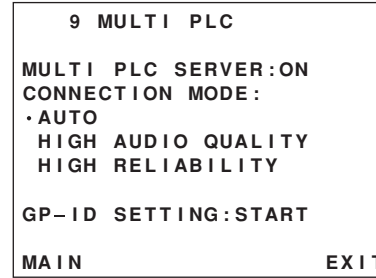 9 MULTI PLC
MULTI PLC SERVER:ON
CONNECTION MODE:
・AUTO
HIGH AUDIO QUALITY
HIGH RELIABILITY
GP–ID SETTING:START
MAIN EXIT